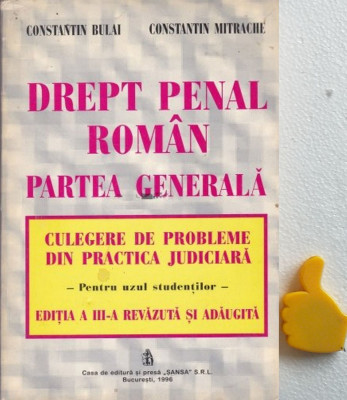 CONSTANTIN BULAI CONSTANTIN MITRACHE
DREPT PENAL
ROMÂN
PARTEA GENERALĂ
CULEGERE DE PROBLEME
DIN PRACTICA JUDICIARĂ
– Pentru uzul studenților –
EDIȚIA A III-A REVĂZUTĂ ȘI ADĂUGITĂ
Casa de editură și presă „ȘANSA” S.R.L.
București, 1996